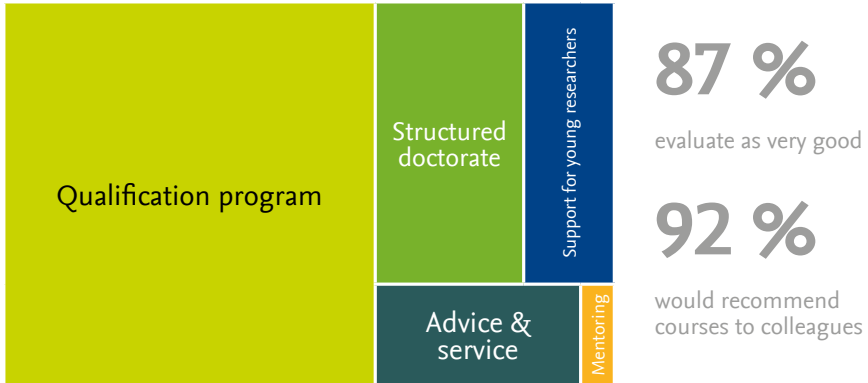 Qualification program
Structured
doctorate
Support for young researchers
Advice &
service
Mentoring
87 %
evaluate as very good
92 %
would recommend
courses to colleagues